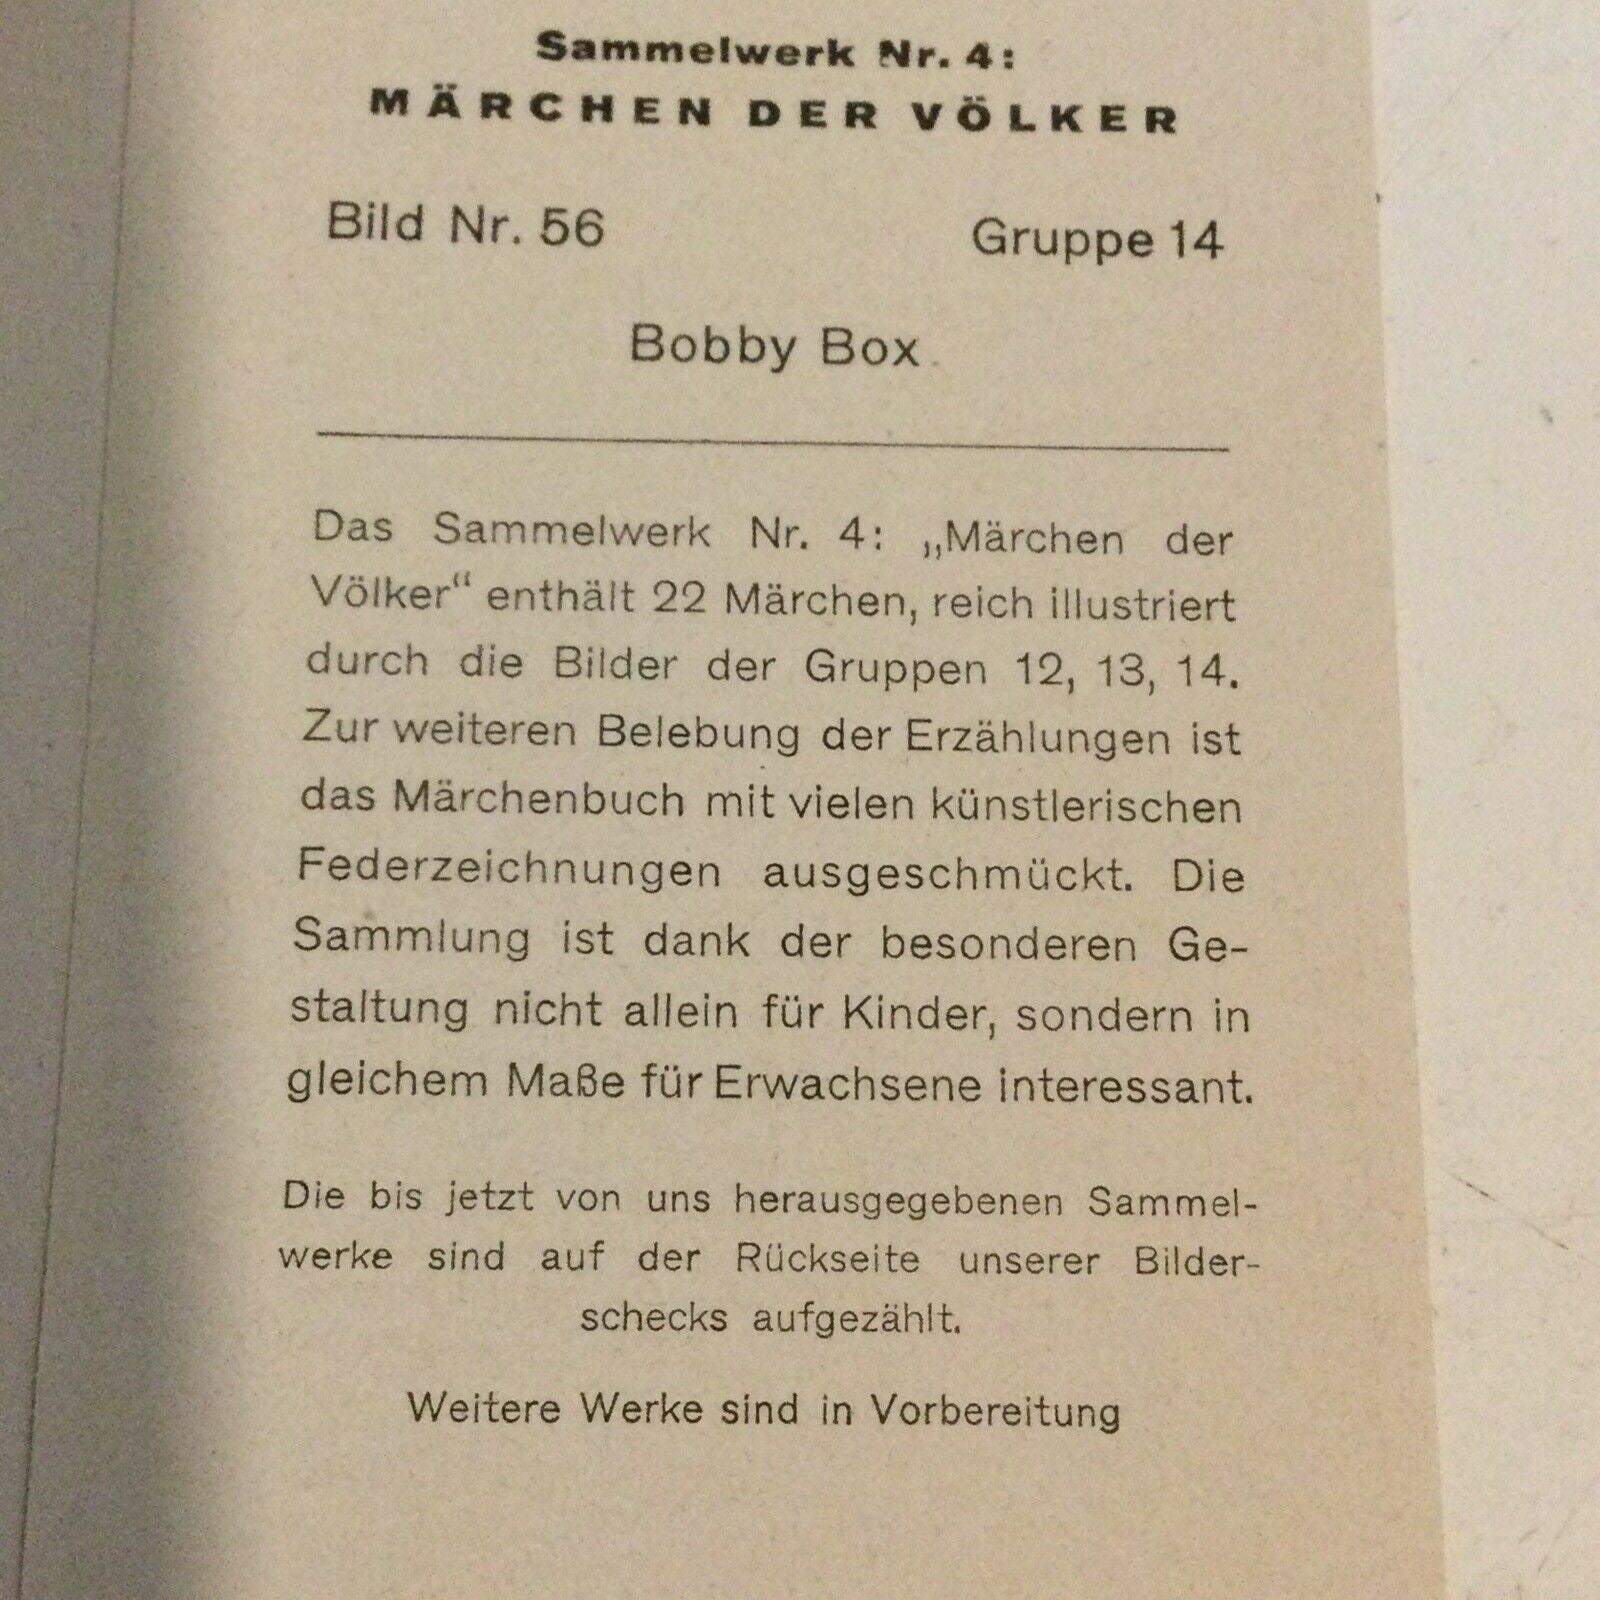 Sammelwerk Nr. 4:
MÄRCHEN DER VÖLKER
Bild Nr. 56 Gruppe 14
Bobby Box
Das Sammelwerk Nr. 4: „Märchen der
Völker“ enthält 22 Märchen, reich illustriert
durch die Bilder der Gruppen 12, 13, 14.
Zur weiteren Belebung der Erzählungen ist
das Märchenbuch mit vielen künstlerischen
Federzeichnungen ausgeschmückt. Die
Sammlung ist dank der besonderen Ge-
staltung nicht allein für Kinder, sondern in
gleichem Maße für Erwachsene interessant.
Die bis jetzt von uns herausgegebenen Sammel-
werke sind auf der Rückseite unserer Bilder-
schecks aufgezählt.
Weitere Werke sind in Vorbereitung